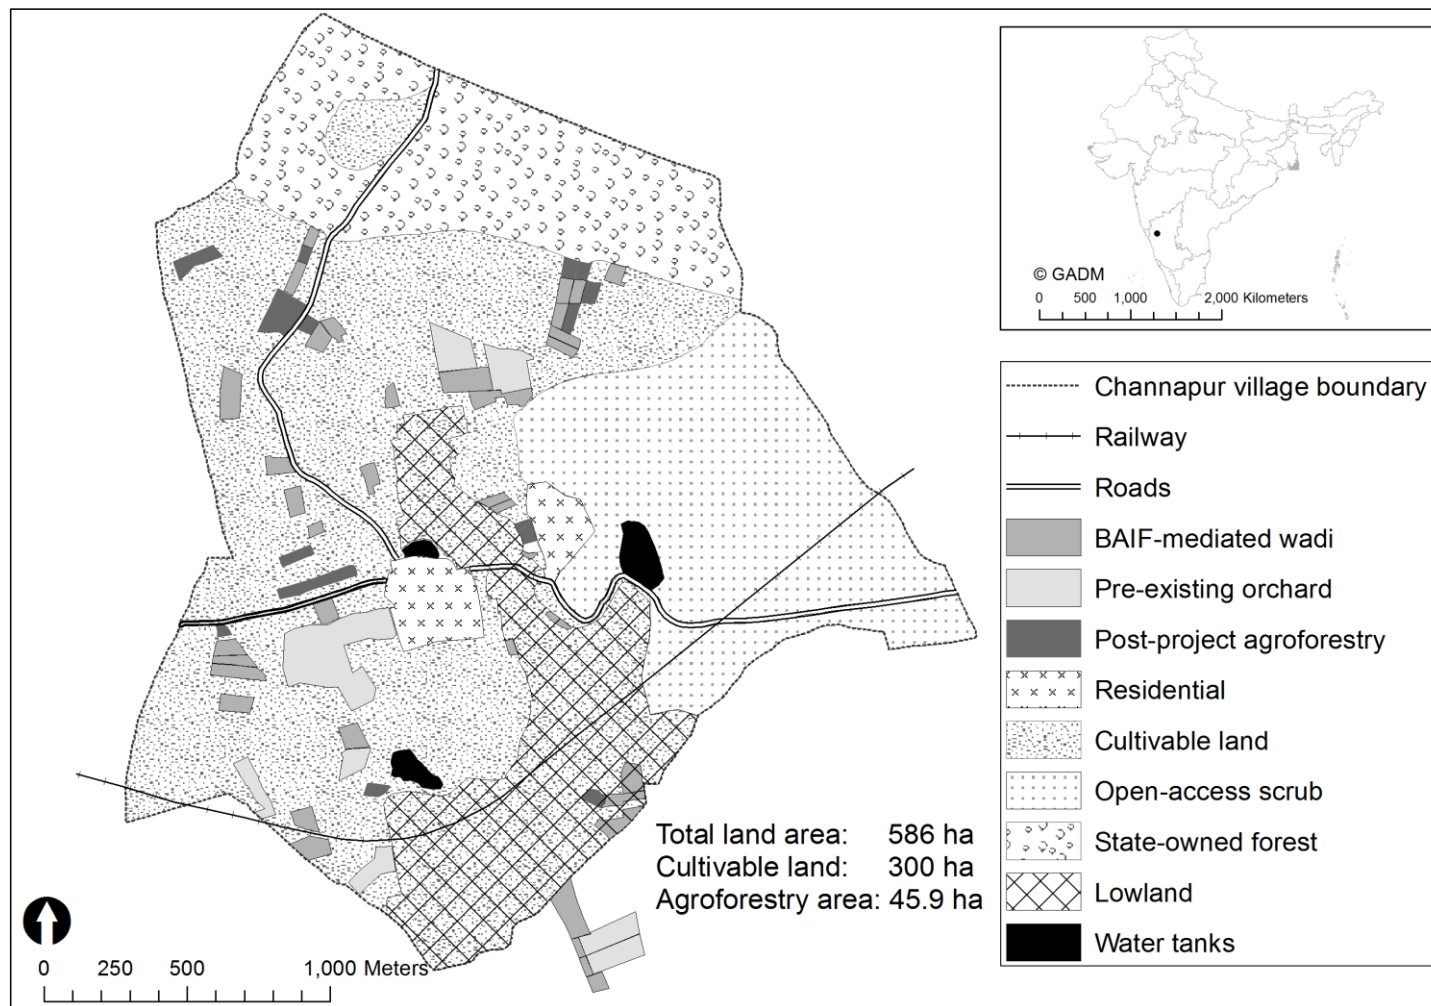 © GADM
0 500 1,000 2,000 Kilometers
Channapur village boundary
Railway
Roads
BAIF-mediated wadi
Pre-existing orchard
Post-project agroforestry
Residential
Cultivable land
Open-access scrub
State-owned forest
Lowland
Water tanks
Total land area: 586 ha
Cultivable land: 300 ha
Agroforestry area: 45.9 ha
0 250 500 1,000 Meters